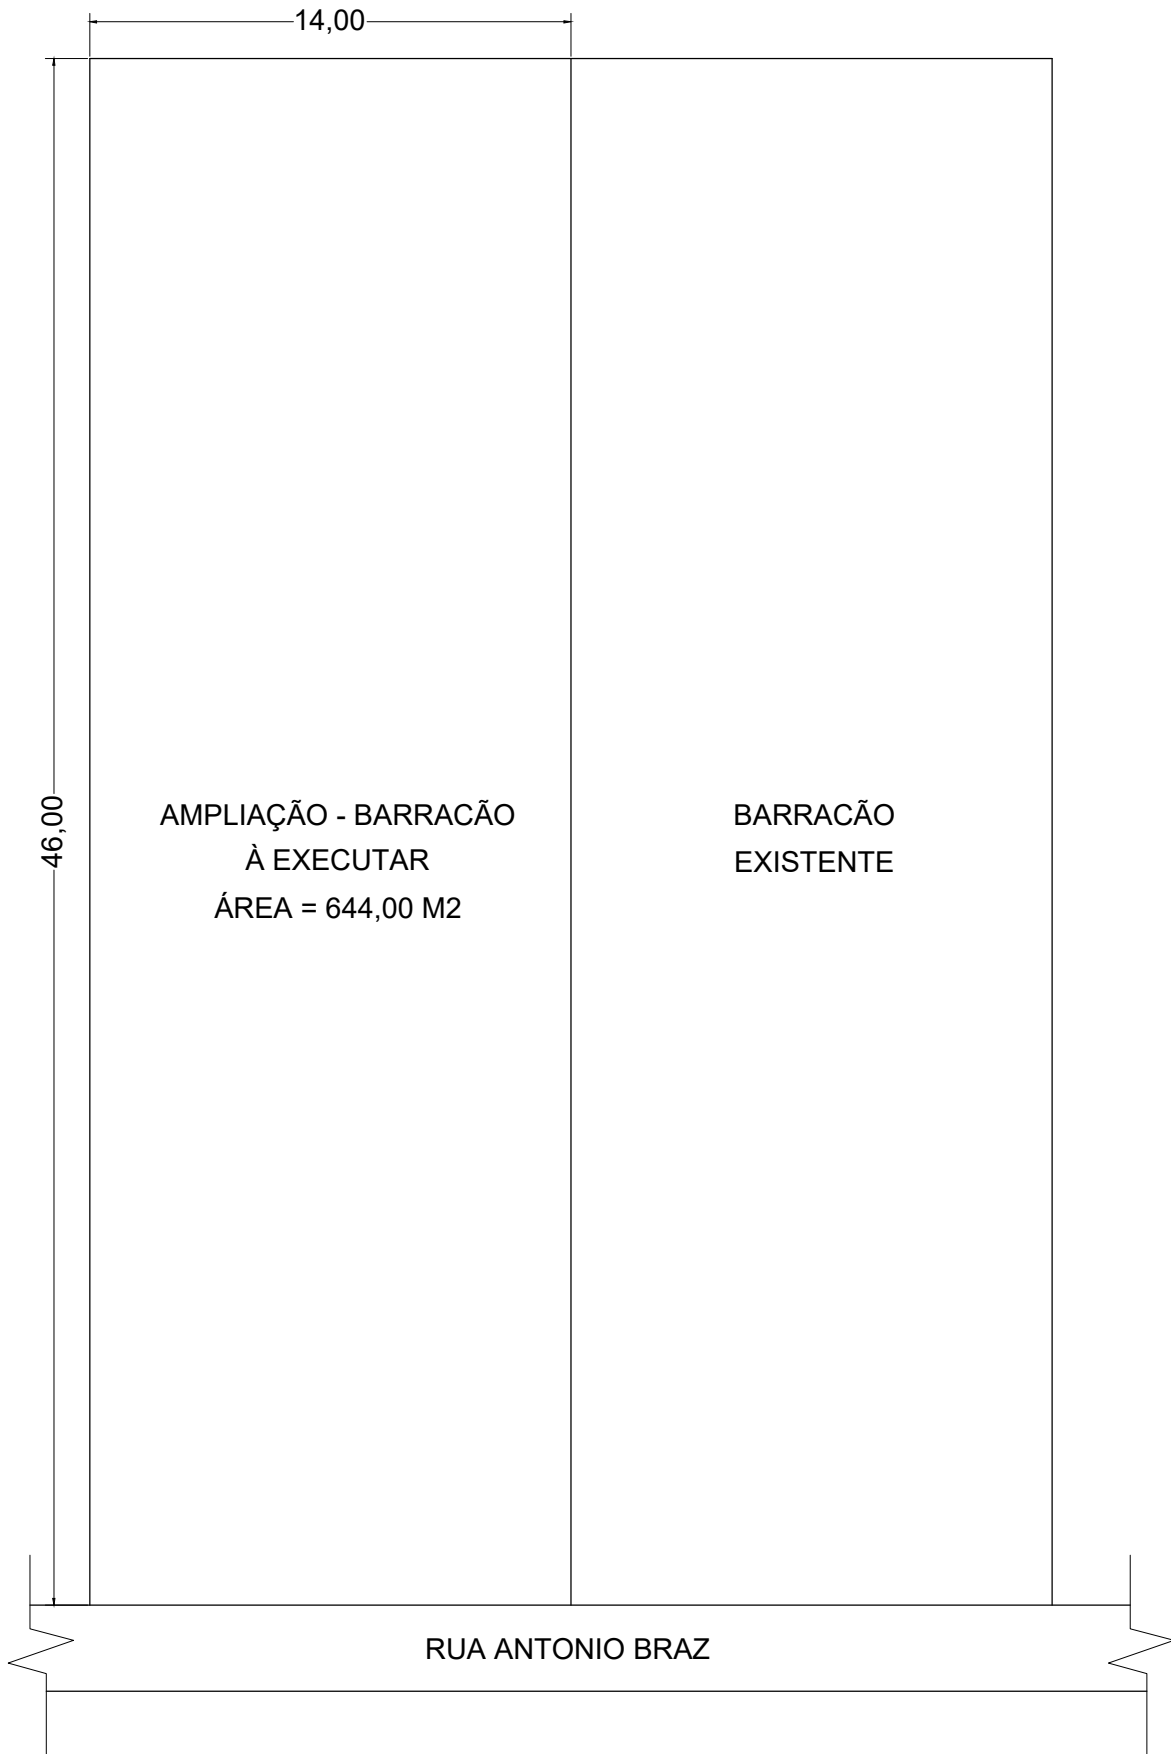 14,00
46,00
AMPLIAÇÃO - BARRACÃO
À EXECUTAR
ÁREA = 644,00 M2
BARRACÃO
EXISTENTE
RUA ANTONIO BRAZ